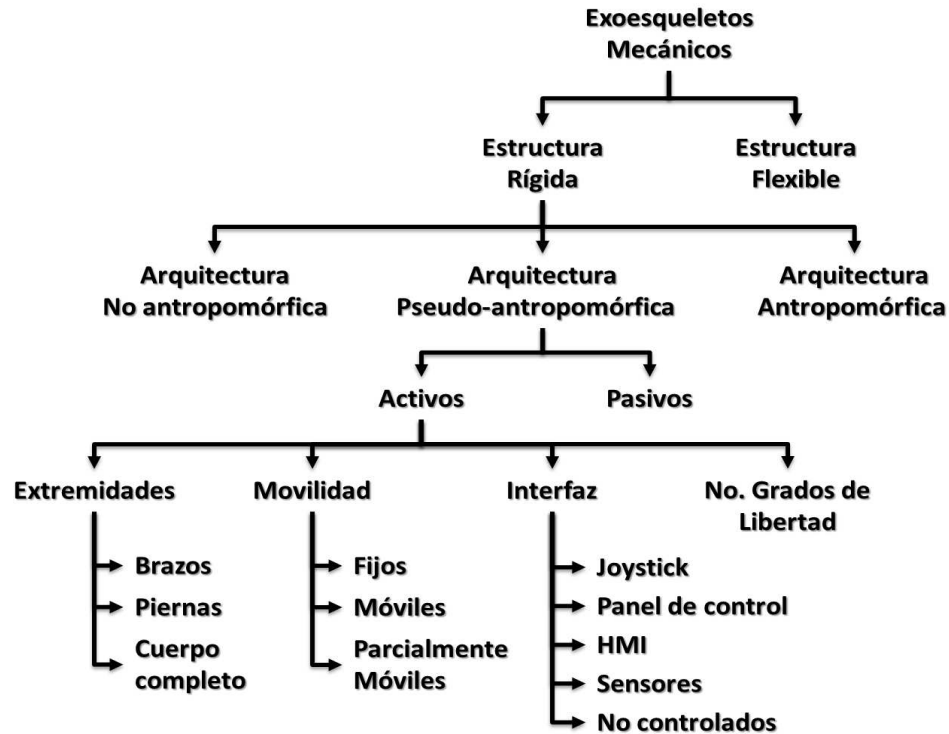 Exoesqueletos
Mecánicos
Estructura
Rígida
Estructura
Flexible
Arquitectura
No antropomórfica
Arquitectura
Pseudo-antropomórfica
Arquitectura
Antropomórfica
Activos
Pasivos
Extremidades
Movilidad
Interfaz
No. Grados de
Libertad
Brazos
Piernas
Cuerpo
completo
Fijos
Móviles
Parcialmente
Móviles
Joystick
Panel de control
HMI
Sensores
No controlados